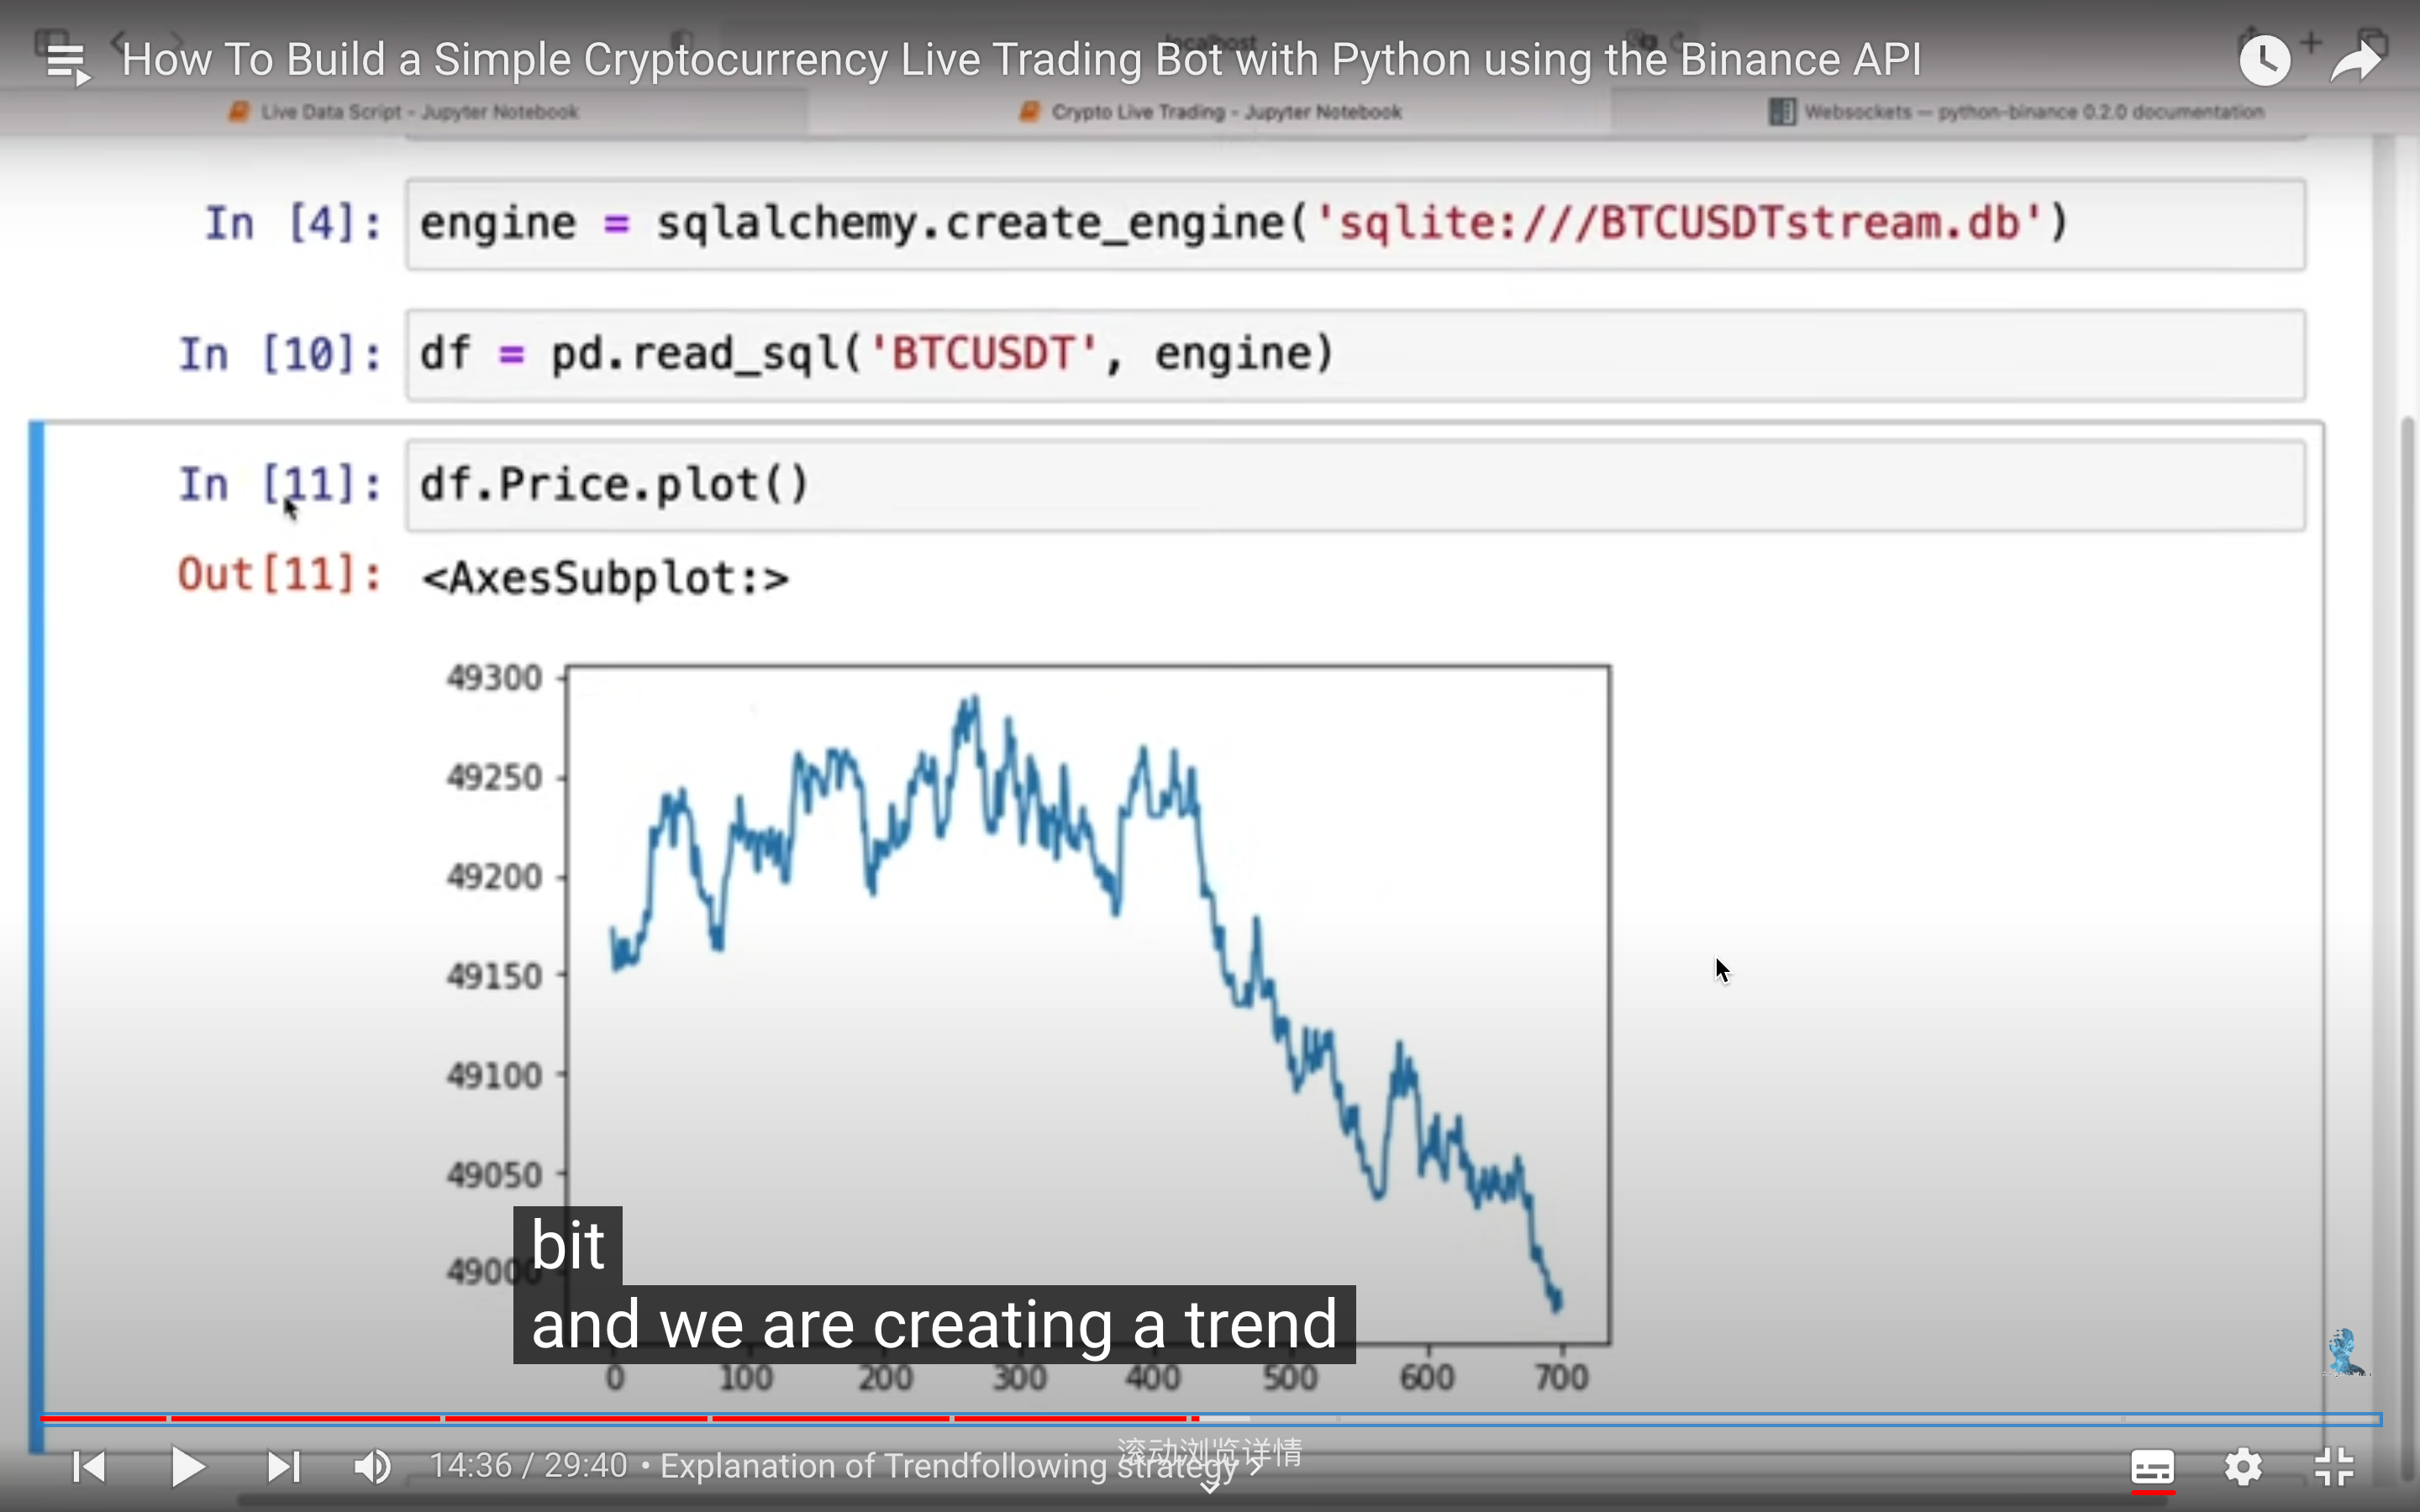 localhost
How To Build a Simple Cryptocurrency Live Trading Bot with Python using the Binance API
Live Data Script - Jupyter Notebook
Crypto Live Trading - Jupyter Notebook
Websockets — python-binance 0.2.0 documentation
In [4]: engine = sqlalchemy.create_engine('sqlite:///BTCUSDTstream.db')
In [10]: df = pd.read_sql('BTCUSDT', engine)
In [11]: df.Price.plot()
Out[11]: <AxesSubplot:>
49300
49250
49200
49150
49100
49050
49000
bit
and we are creating a trend
0 100 200 300 400 500 600 700
滚动浏览详情
14:36 / 29:40 • Explanation of Trendfollowing strategy >